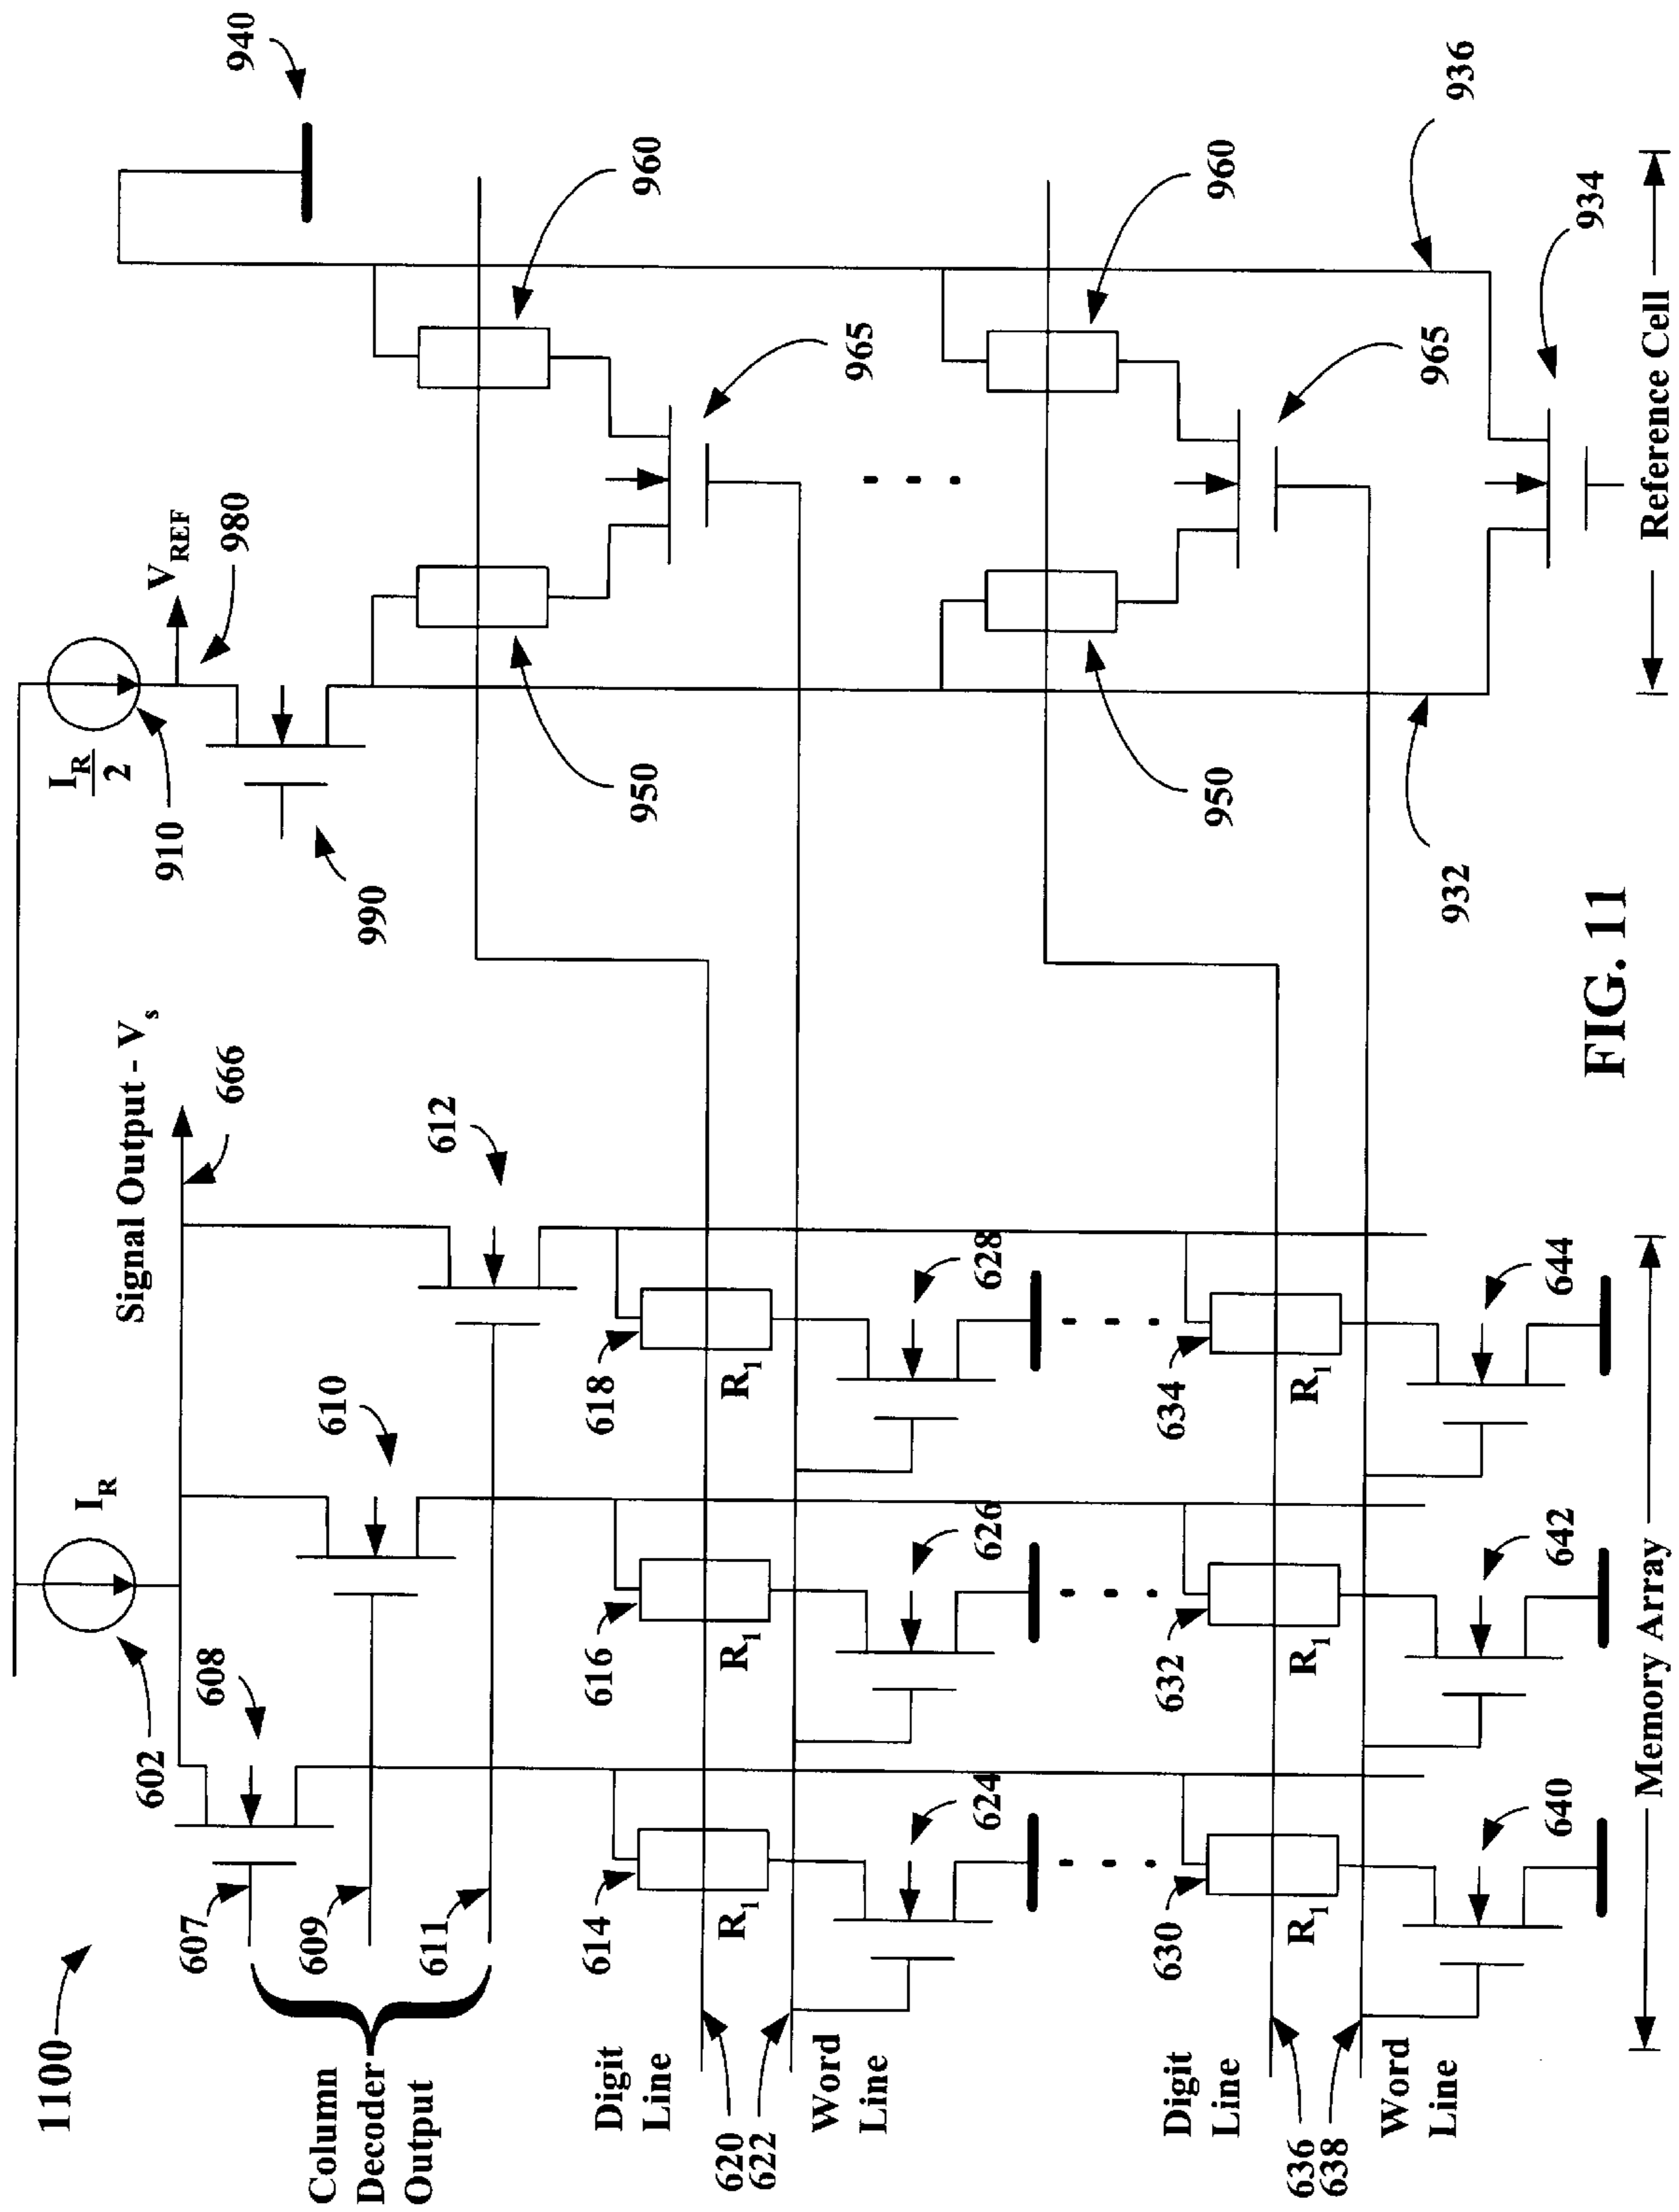 1100
Column
Decoder
Output
607
609
611
602
608
I_R
610
612
Signal Output - V_s
666
I_R
2
910
990
V_REF
980
940
Digit
Line
620
622
Word
Line
614
R_1
616
R_1
618
R_1
624
626
628
950
960
965
Digit
Line
636
638
Word
Line
630
R_1
632
R_1
634
R_1
640
642
644
950
960
965
932
936
934
Memory Array
Reference Cell
FIG. 11